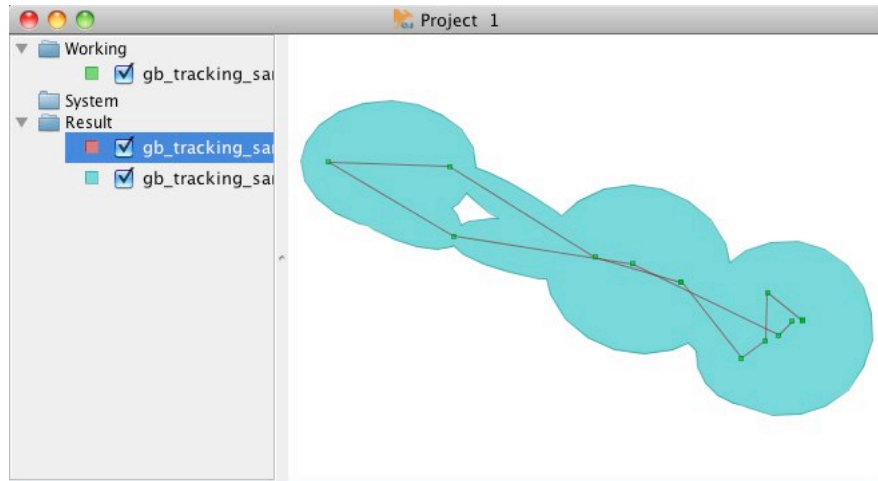 Project 1
Working
gb_tracking_sa
System
Result
gb_tracking_sa
gb_tracking_sa